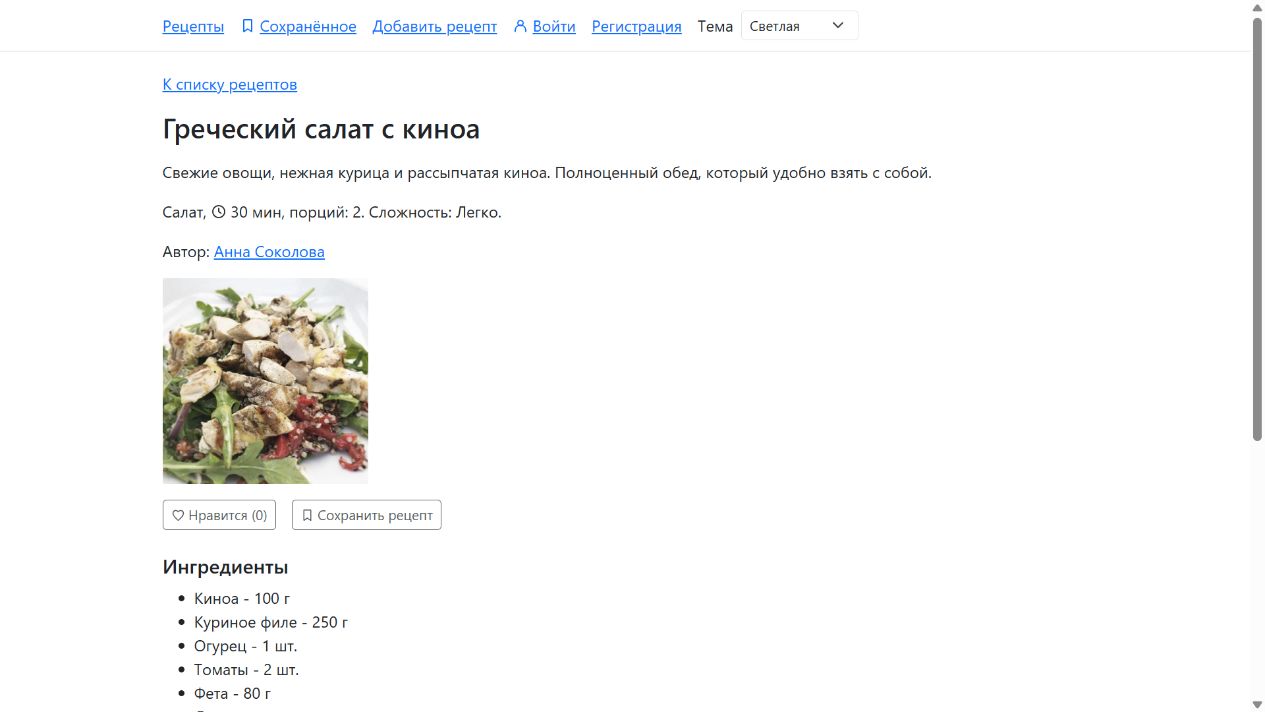 Рецепты Сохранённое Добавить рецепт Войти Регистрация Тема Светлая
К списку рецептов
Греческий салат с киноа
Свежие овощи, нежная курица и рассыпчатая киноа. Полноценный обед, который удобно взять с собой.
Салат, 30 мин, порций: 2. Сложность: Легко.
Автор: Анна Соколова
Нравится (0) Сохранить рецепт
Ингредиенты
Киноа - 100 г
Куриное филе - 250 г
Огурец - 1 шт.
Томаты - 2 шт.
Фета - 80 г